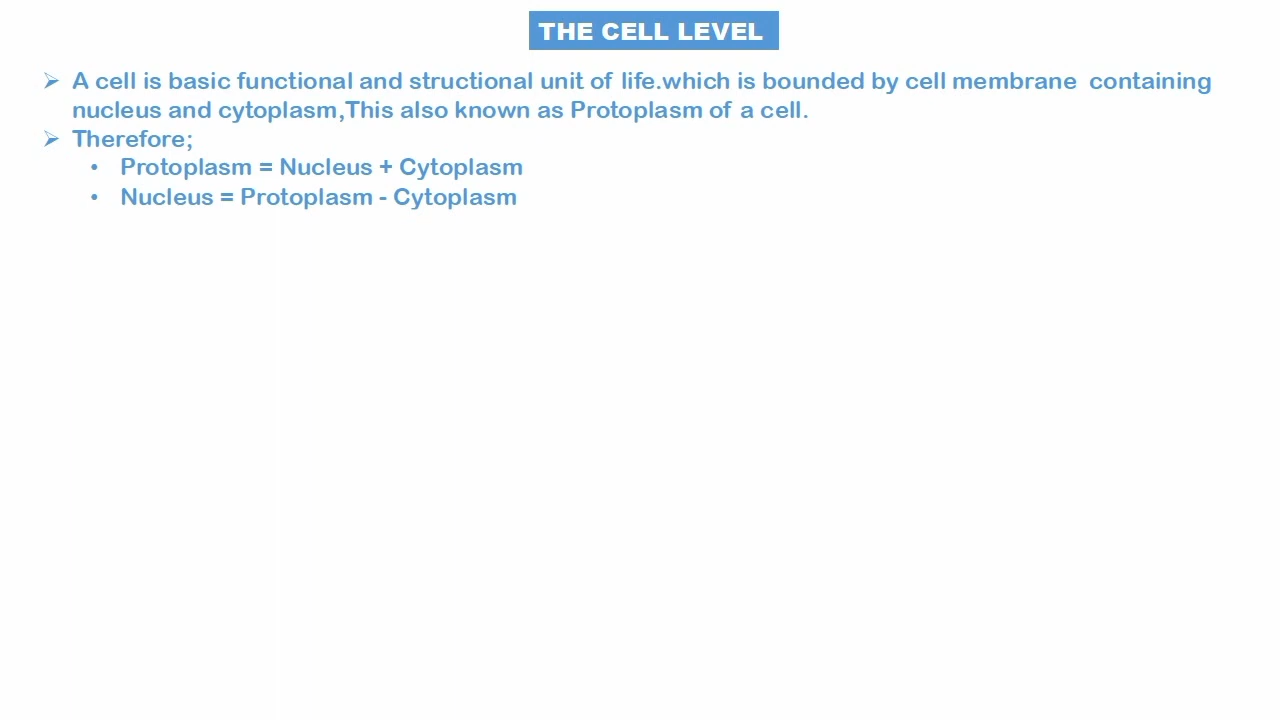 THE CELL LEVEL
➢ A cell is basic functional and structional unit of life.which is bounded by cell membrane  containing
nucleus and cytoplasm,This also known as Protoplasm of a cell.
➢ Therefore;
• Protoplasm = Nucleus + Cytoplasm
• Nucleus = Protoplasm - Cytoplasm